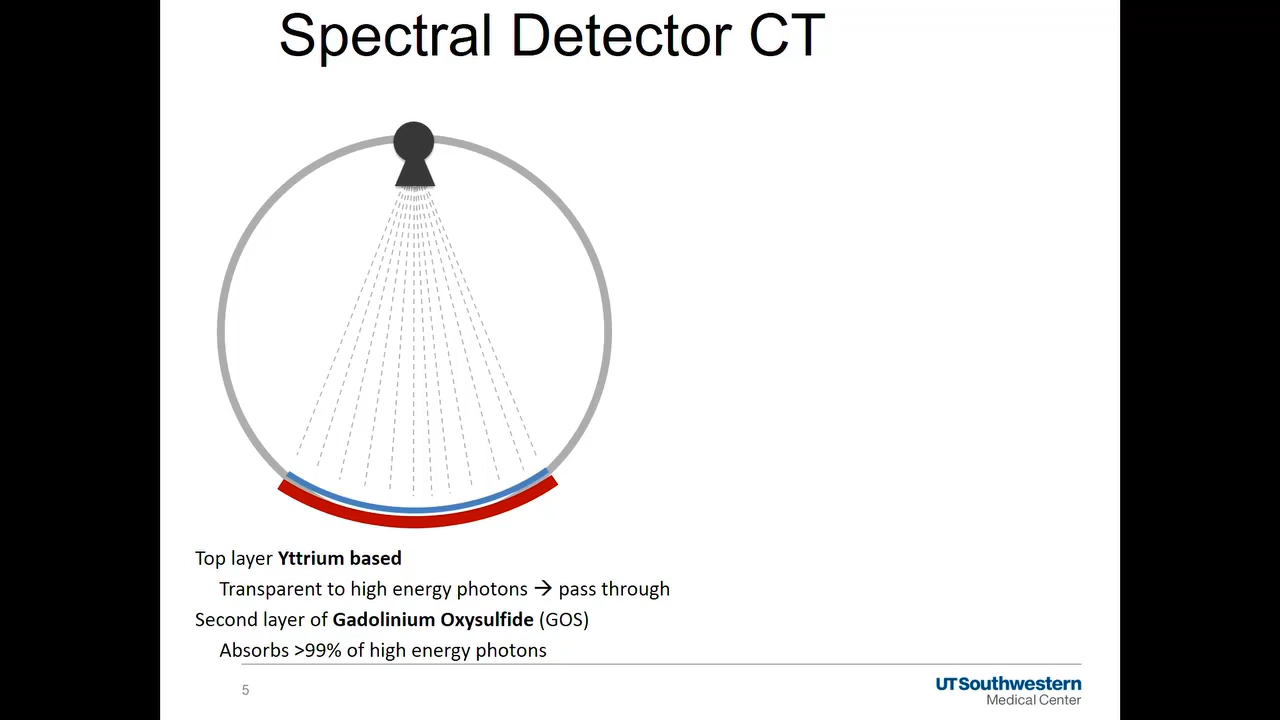 Spectral Detector CT
Top layer Yttrium based
Transparent to high energy photons → pass through
Second layer of Gadolinium Oxysulfide (GOS)
Absorbs >99% of high energy photons
5
UTSouthwestern
Medical Center